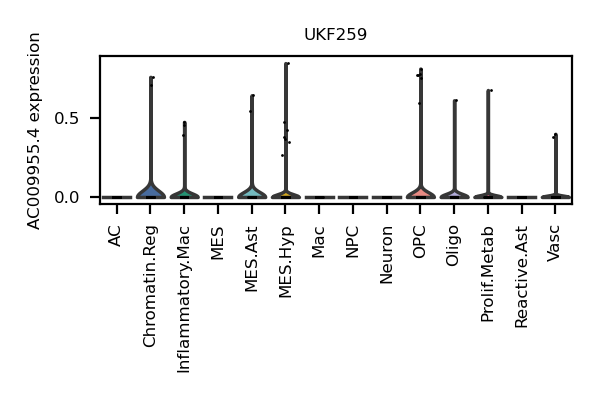 UKF259
AC009955.4 expression
0.5
0.0
AC
Chromatin.Reg
Inflammatory.Mac
MES
MES.Ast
MES.Hyp
Mac
NPC
Neuron
OPC
Oligo
Prolif.Metab
Reactive.Ast
Vasc